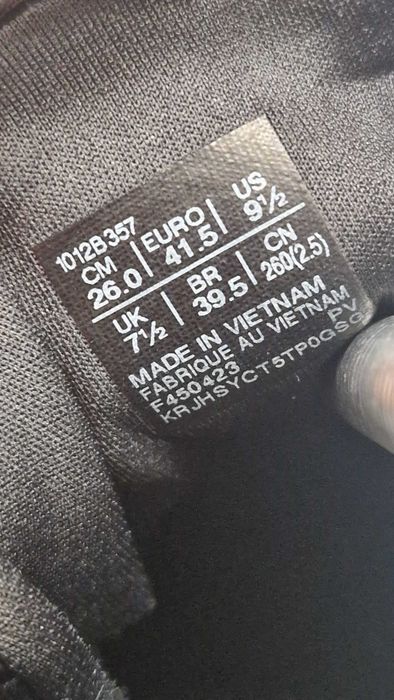 1012B357
CM EURO US
26.0 41.5 9½
UK BR CN
7½ 39.5 260(2.5)
MADE IN VIETNAM
FABRIQUE AU VIETNAM
F450423 PV
KRJHSYCT5TP0GSG